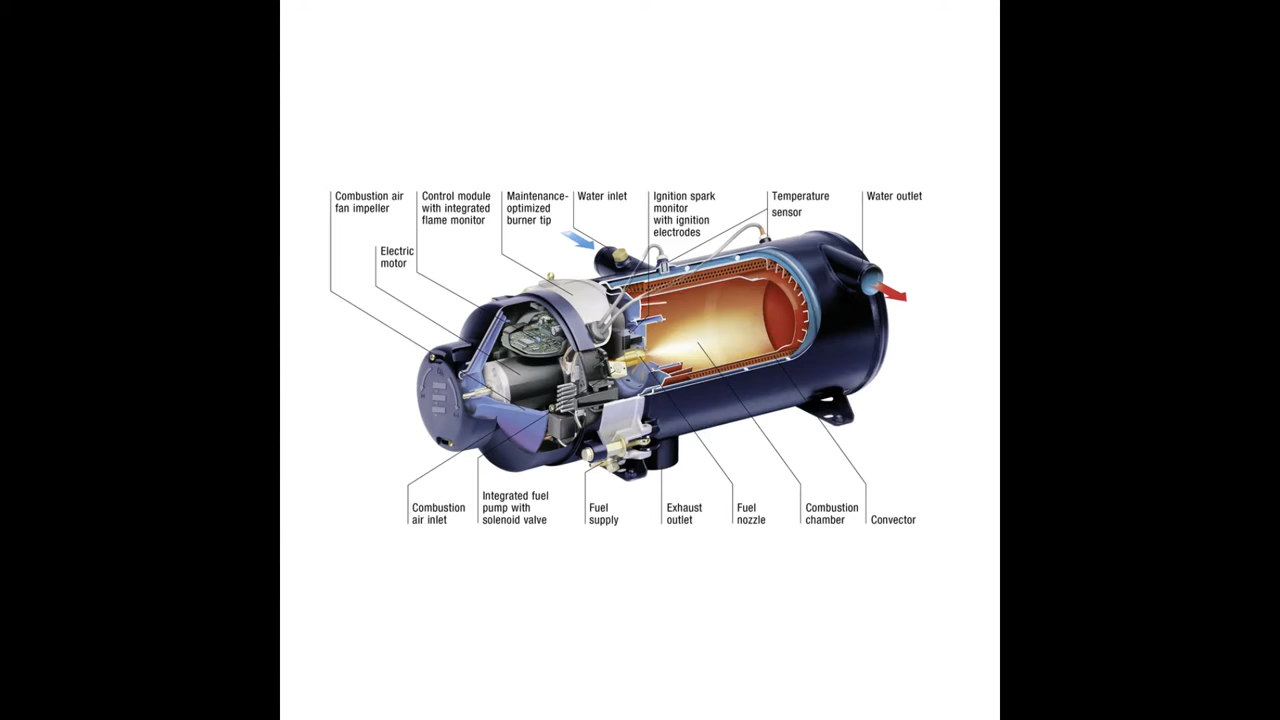 Combustion air
fan impeller
Control module
with integrated
flame monitor
Maintenance-
optimized
burner tip
Water inlet
Ignition spark
monitor
with ignition
electrodes
Temperature
sensor
Water outlet
Electric
motor
Combustion
air inlet
Integrated fuel
pump with
solenoid valve
Fuel
supply
Exhaust
outlet
Fuel
nozzle
Combustion
chamber
Convector